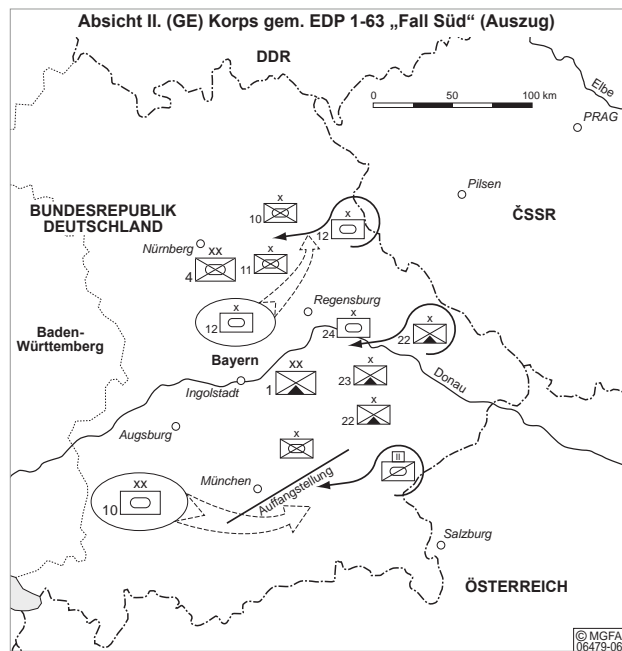 Absicht II. (GE) Korps gem. EDP 1-63 „Fall Süd“ (Auszug)
DDR
Elbe
0 50 100 km
PRAG
Pilsen
BUNDESREPUBLIK
DEUTSCHLAND
ČSSR
x
10
x
12
Nürnberg
xx
4
x
11
x
12
Regensburg
x
24
x
22
Baden-
Württemberg
Bayern
Ingolstadt
xx
1
x
23
Donau
x
22
Augsburg
x
II
München
Auffangstellung
xx
10
Salzburg
ÖSTERREICH
© MGFA
06479-06